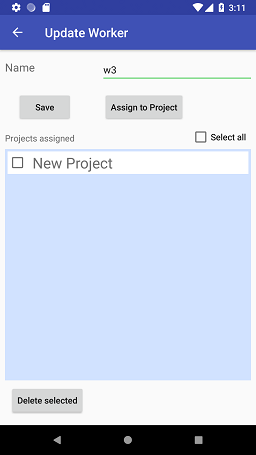 3:11
Update Worker
Name w3
Save Assign to Project
Projects assigned Select all
New Project
Delete selected